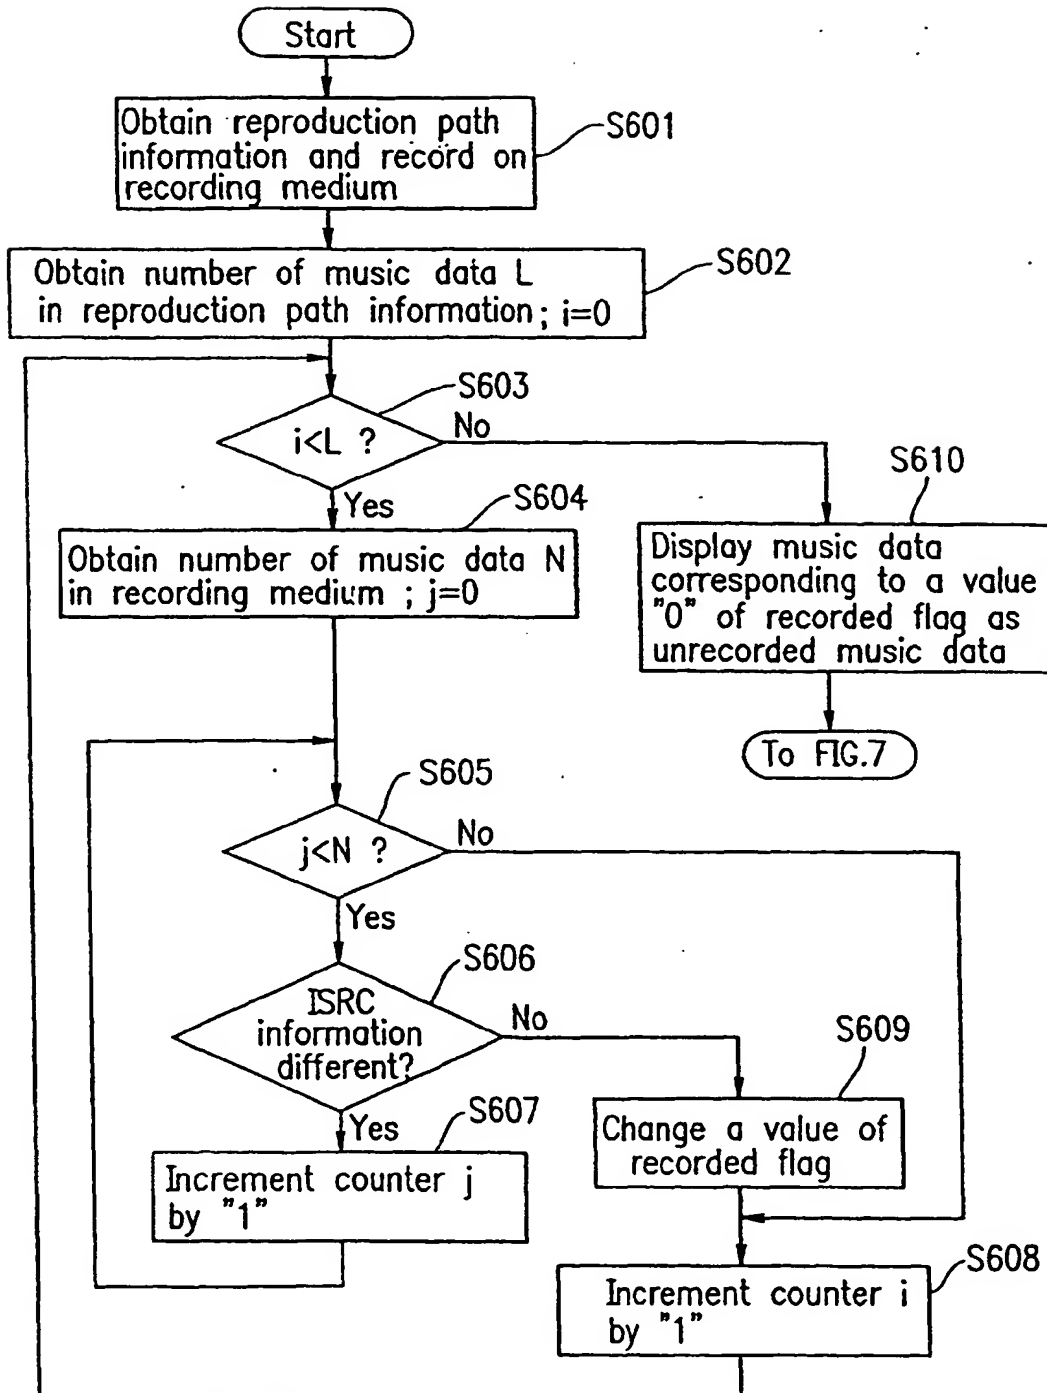 Start
Obtain reproduction path
information and record on
recording medium
S601
Obtain number of music data L
in reproduction path information; i=0
S602
S603
i<L ?
No
Yes
S604
Obtain number of music data N
in recording medium ; j=0
S610
Display music data
corresponding to a value
"0" of recorded flag as
unrecorded music data
To FIG.7
S605
j<N ?
No
Yes
S606
ISRC
information
different?
No
Yes
S609
Change a value of
recorded flag
S607
Increment counter j
by "1"
S608
Increment counter i
by "1"